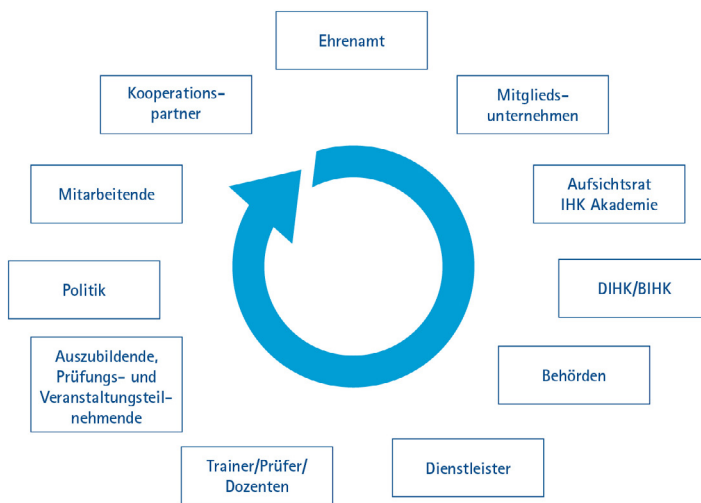 Ehrenamt
Mitglieds-
unternehmen
Aufsichtsrat
IHK Akademie
DIHK/BIHK
Behörden
Dienstleister
Trainer/Prüfer/
Dozenten
Auszubildende,
Prüfungs- und
Veranstaltungsteil-
nehmende
Politik
Mitarbeitende
Kooperations-
partner